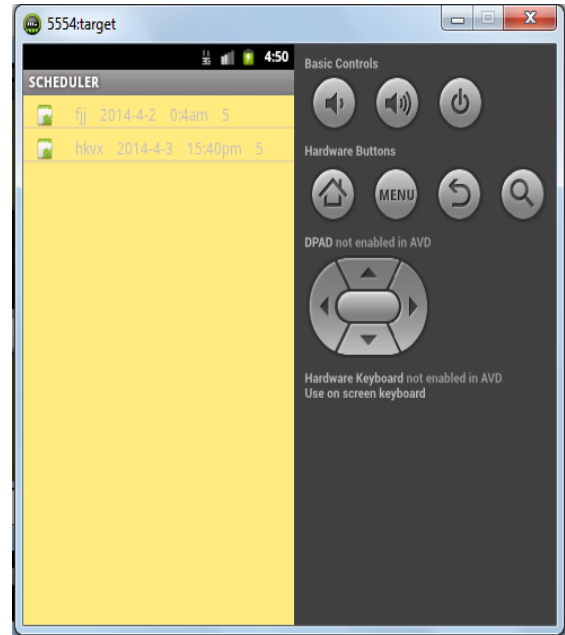 5554:target
3G 4:50
SCHEDULER
fjj 2014-4-2 0:4am 5
hkvx 2014-4-3 15:40pm 5
Basic Controls
Hardware Buttons
MENU
DPAD not enabled in AVD
Hardware Keyboard not enabled in AVD
Use on screen keyboard